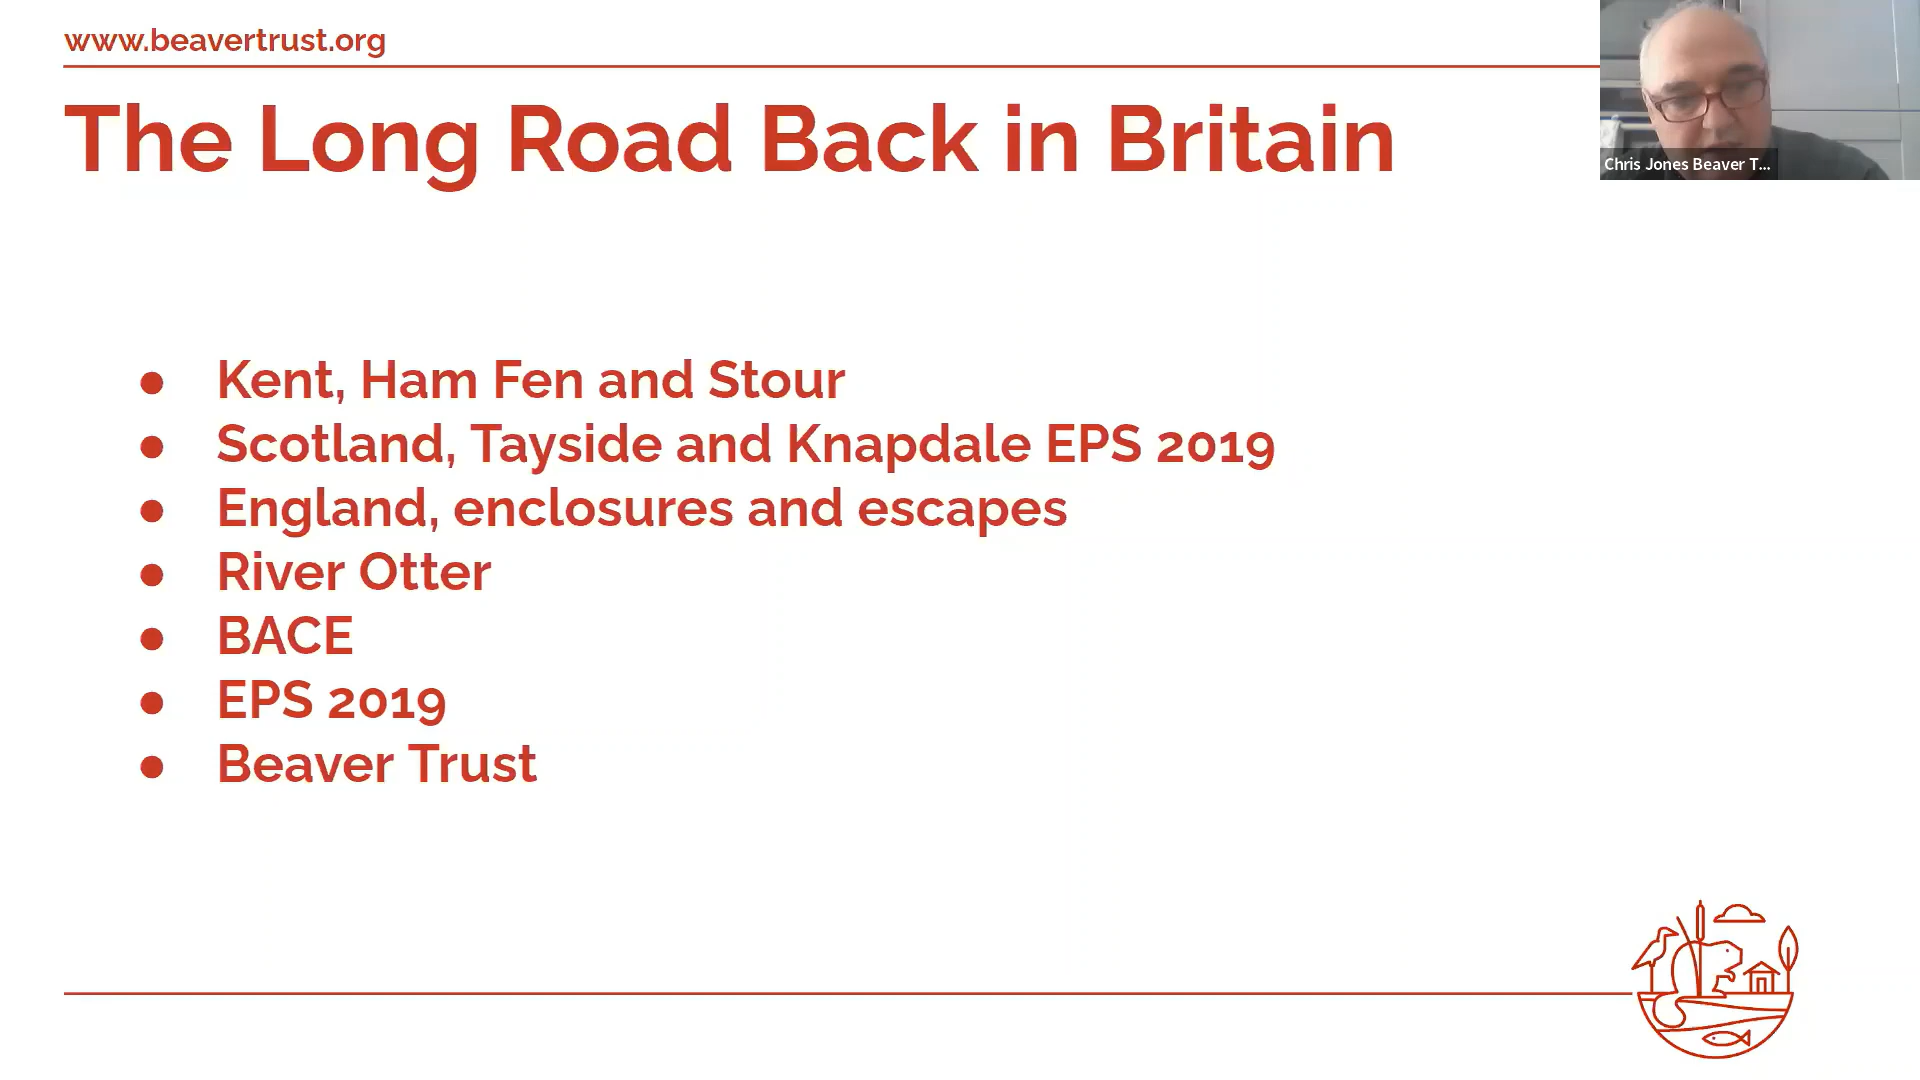 www.beavertrust.org
The Long Road Back in Britain
Chris Jones Beaver T...
● Kent, Ham Fen and Stour
● Scotland, Tayside and Knapdale EPS 2019
● England, enclosures and escapes
● River Otter
● BACE
● EPS 2019
● Beaver Trust